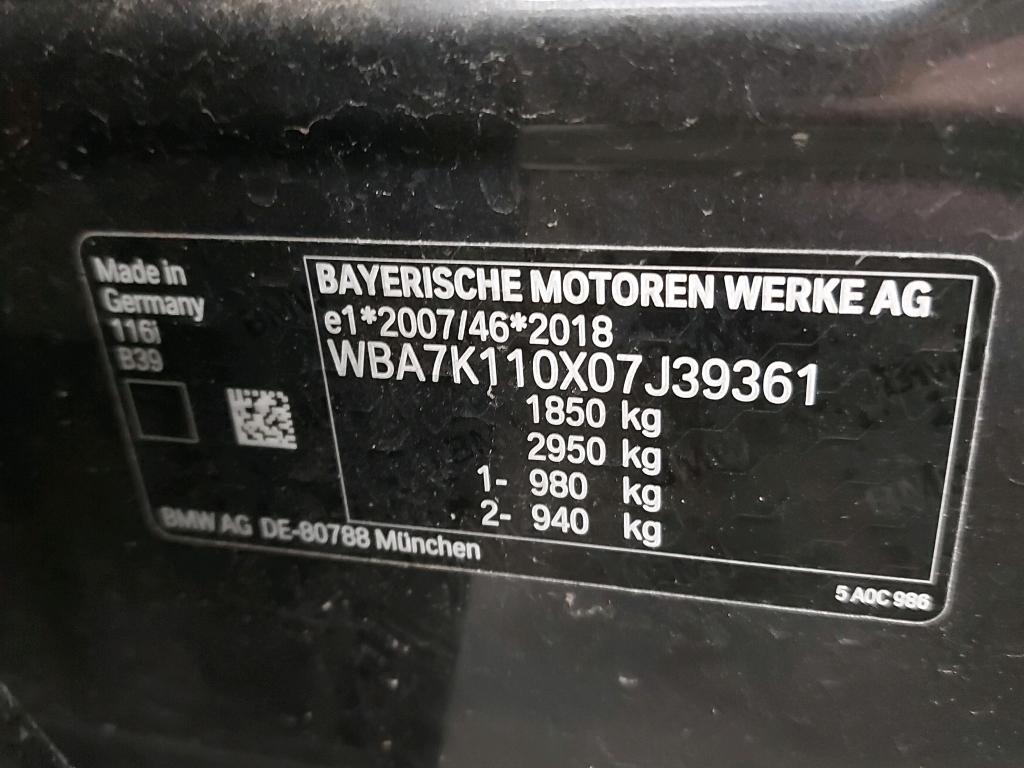 Made in
Germany
116i
B39
BAYERISCHE MOTOREN WERKE AG
e1*2007/46*2018
WBA7K110X07J39361
1850 kg
2950 kg
1- 980 kg
2- 940 kg
BMW AG DE-80788 München
5 A0C 986